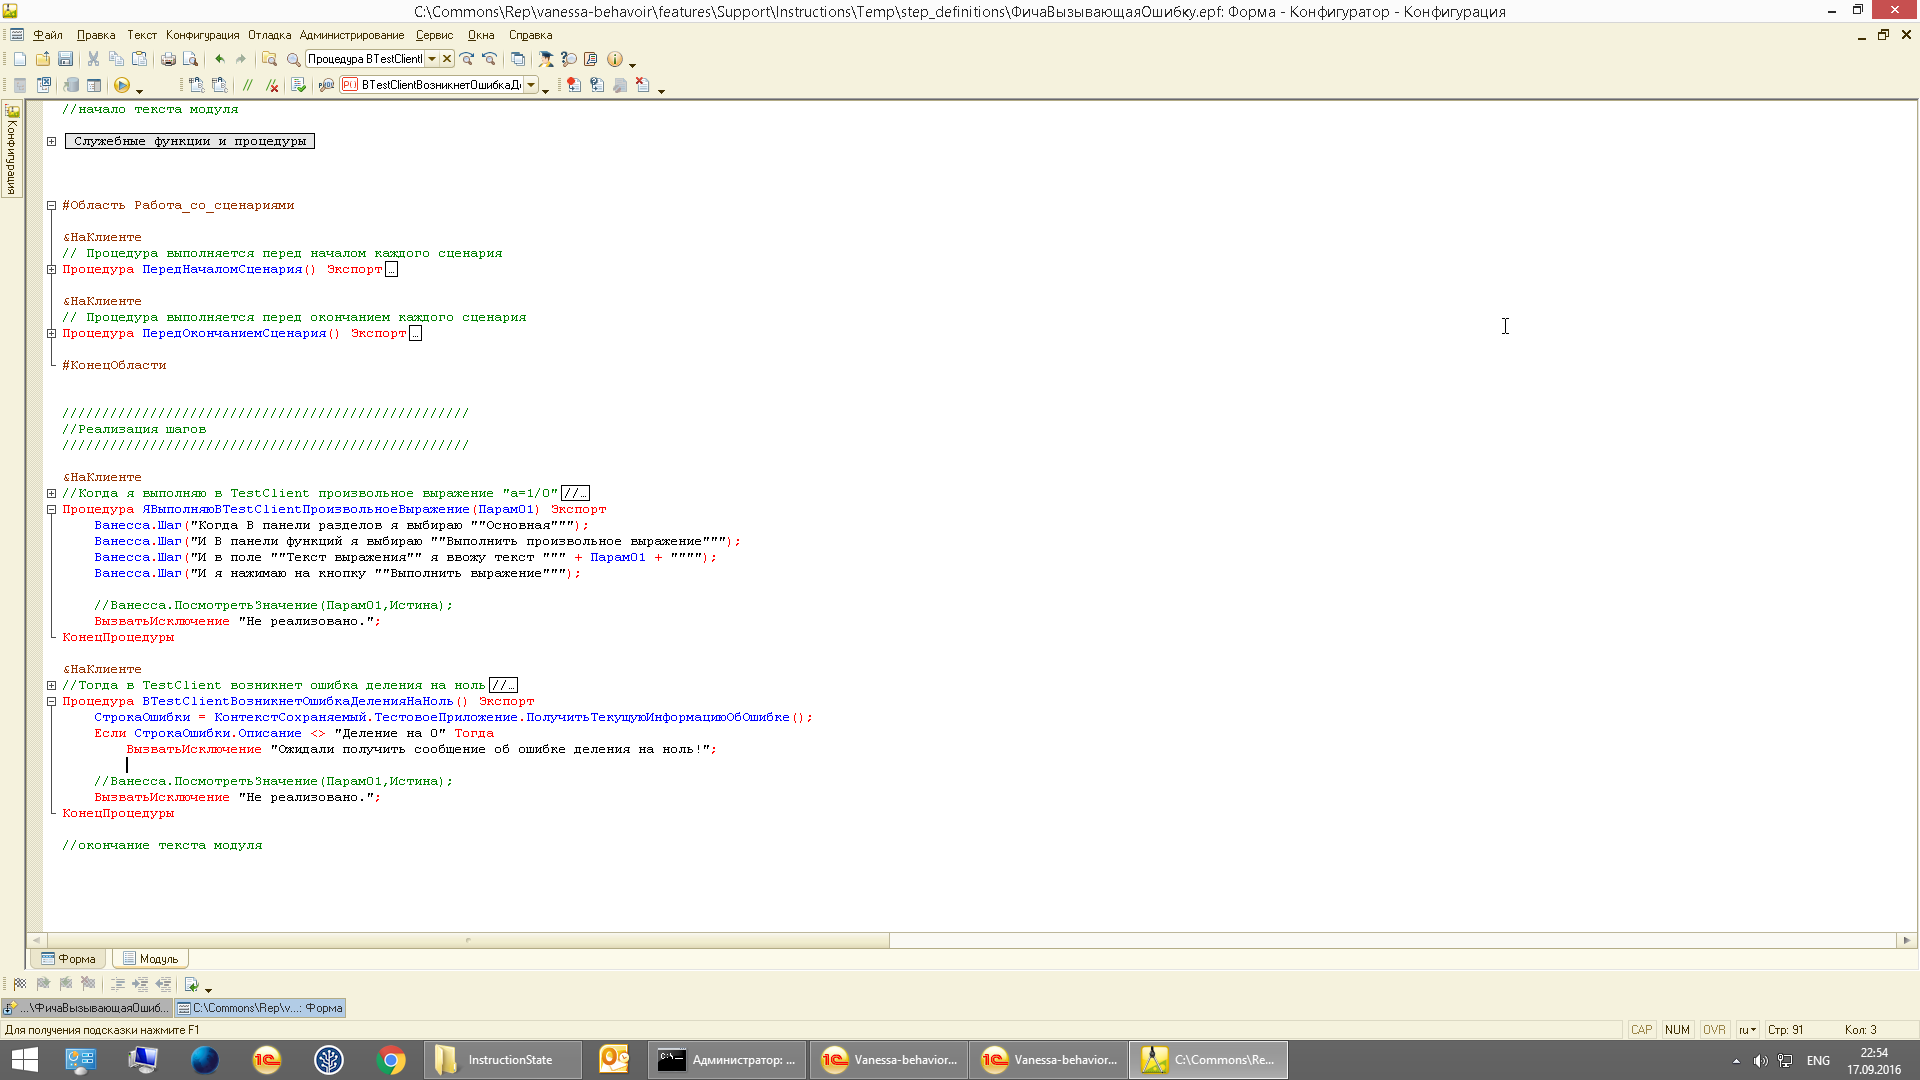 C:\Commons\Rep\vanessa-behavoir\features\Support\Instructions\Temp\step_definitions\ФичаВызывающаяОшибку.epf: Форма - Конфигуратор - Конфигурация
Файл Правка Текст Конфигурация Отладка Администрирование Сервис Окна Справка
Процедура BTestClientI
ВTestClientВозникнетОшибкаД
Конфигурация
//начало текста модуля
Служебные функции и процедуры
#Область Работа_со_сценариями
&НаКлиенте
// Процедура выполняется перед началом каждого сценария
Процедура ПередНачаломСценария() Экспорт...
&НаКлиенте
// Процедура выполняется перед окончанием каждого сценария
Процедура ПередОкончаниемСценария() Экспорт...
#КонецОбласти
///////////////////////////////////////////////////
//Реализация шагов
///////////////////////////////////////////////////
&НаКлиенте
//Когда я выполняю в TestClient произвольное выражение "а=1/0"//...
Процедура ЯВыполняюВTestClientПроизвольноеВыражение(Парам01) Экспорт
Ванесса.Шаг("Когда В панели разделов я выбираю ""Основная""");
Ванесса.Шаг("И В панели функций я выбираю ""Выполнить произвольное выражение""");
Ванесса.Шаг("И в поле ""Текст выражения"" я ввожу текст """ + Парам01 + """");
Ванесса.Шаг("И я нажимаю на кнопку ""Выполнить выражение""");
//Ванесса.ПосмотретьЗначение(Парам01,Истина);
ВызватьИсключение "Не реализовано.";
КонецПроцедуры
&НаКлиенте
//Тогда в TestClient возникнет ошибка деления на ноль//...
Процедура ВTestClientВозникнетОшибкаДеленияНаНоль() Экспорт
СтрокаОшибки = КонтекстСохраняемый.ТестовоеПриложение.ПолучитьТекущуюИнформациюОбОшибке();
Если СтрокаОшибки.Описание <> "Деление на 0" Тогда
ВызватьИсключение "Ожидали получить сообщение об ошибке деления на ноль!";
//Ванесса.ПосмотретьЗначение(Парам01,Истина);
ВызватьИсключение "Не реализовано.";
КонецПроцедуры
//окончание текста модуля
Форма Модуль
...\ФичаВызывающаяОшиб... C:\Commons\Rep\v...: Форма
Для получения подсказки нажмите F1 CAP NUM OVR ru Стр: 91 Кол: 3
InstructionState Администратор: ... Vanessa-behavior... Vanessa-behavior... C:\Commons\Re... ENG 22:54
17.09.2016